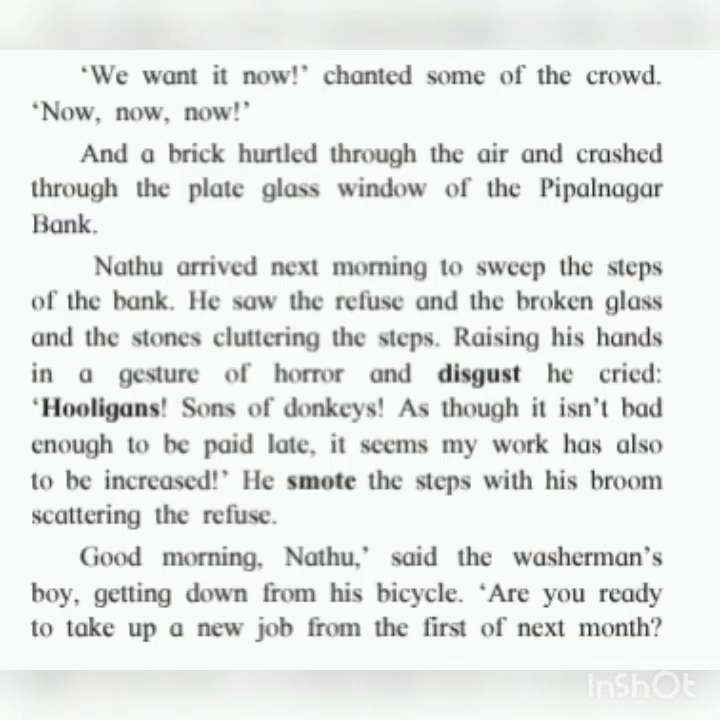 ‘We want it now!’ chanted some of the crowd.
‘Now, now, now!’
And a brick hurtled through the air and crashed
through the plate glass window of the Pipalnagar
Bank.
Nathu arrived next morning to sweep the steps
of the bank. He saw the refuse and the broken glass
and the stones cluttering the steps. Raising his hands
in a gesture of horror and disgust he cried:
‘Hooligans! Sons of donkeys! As though it isn’t bad
enough to be paid late, it seems my work has also
to be increased!’ He smote the steps with his broom
scattering the refuse.
Good morning, Nathu,’ said the washerman’s
boy, getting down from his bicycle. ‘Are you ready
to take up a new job from the first of next month?
InShOt